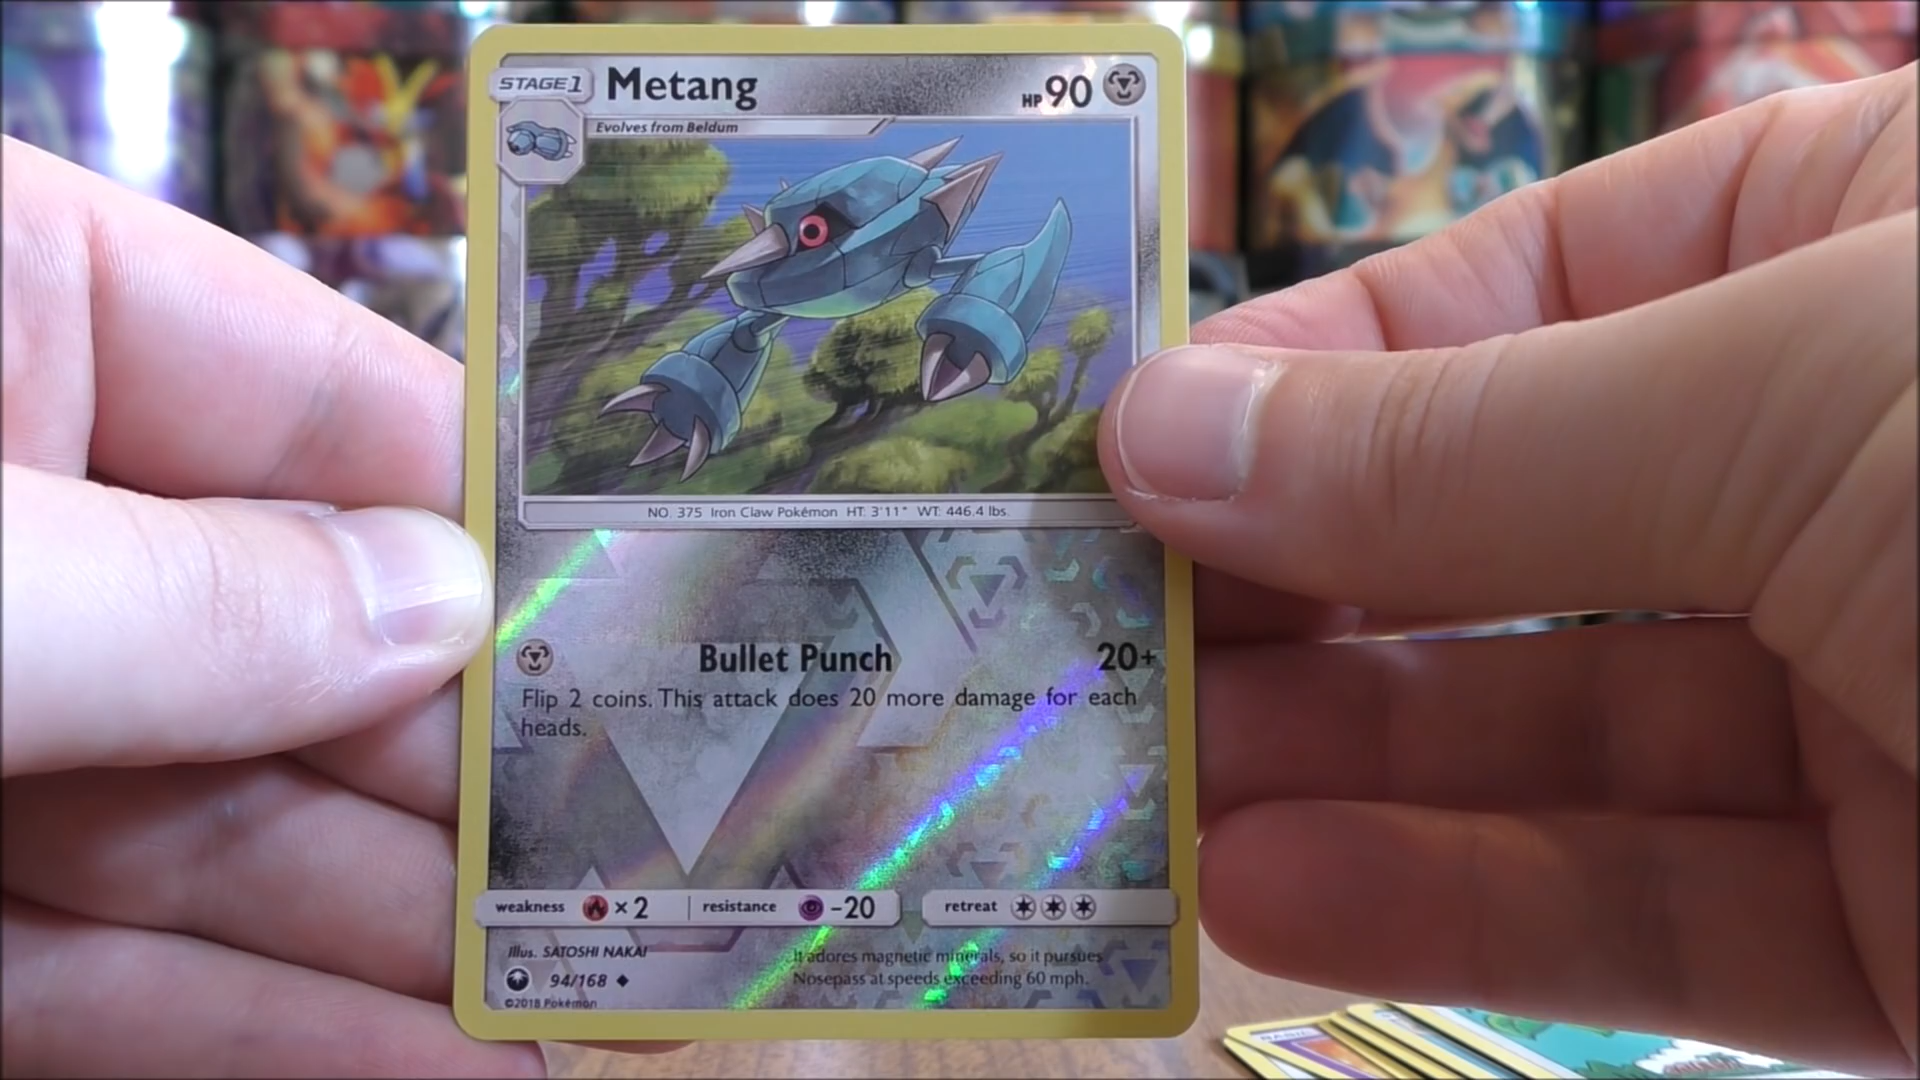 STAGE 1 Metang HP 90
Evolves from Beldum
NO. 375 Iron Claw Pokémon HT: 3'11" WT: 446.4 lbs.
Bullet Punch 20+
Flip 2 coins. This attack does 20 more damage for each
heads.
weakness ×2 resistance -20 retreat
Illus. SATOSHI NAKAI
94/168
©2018 Pokémon
It adores magnetic minerals, so it pursues
Nosepass at speeds exceeding 60 mph.